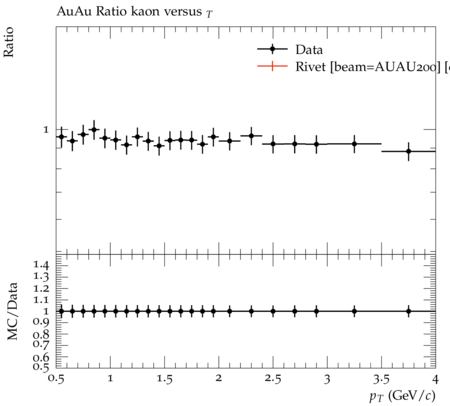 AuAu Ratio kaon versus T
Ratio
Data
Rivet [beam=AUAU200] [
1
MC/Data
1.4
1.3
1.2
1.1
1
0.9
0.8
0.7
0.6
0.5
0.5 1 1.5 2 2.5 3 3.5 4
pT (GeV/c)